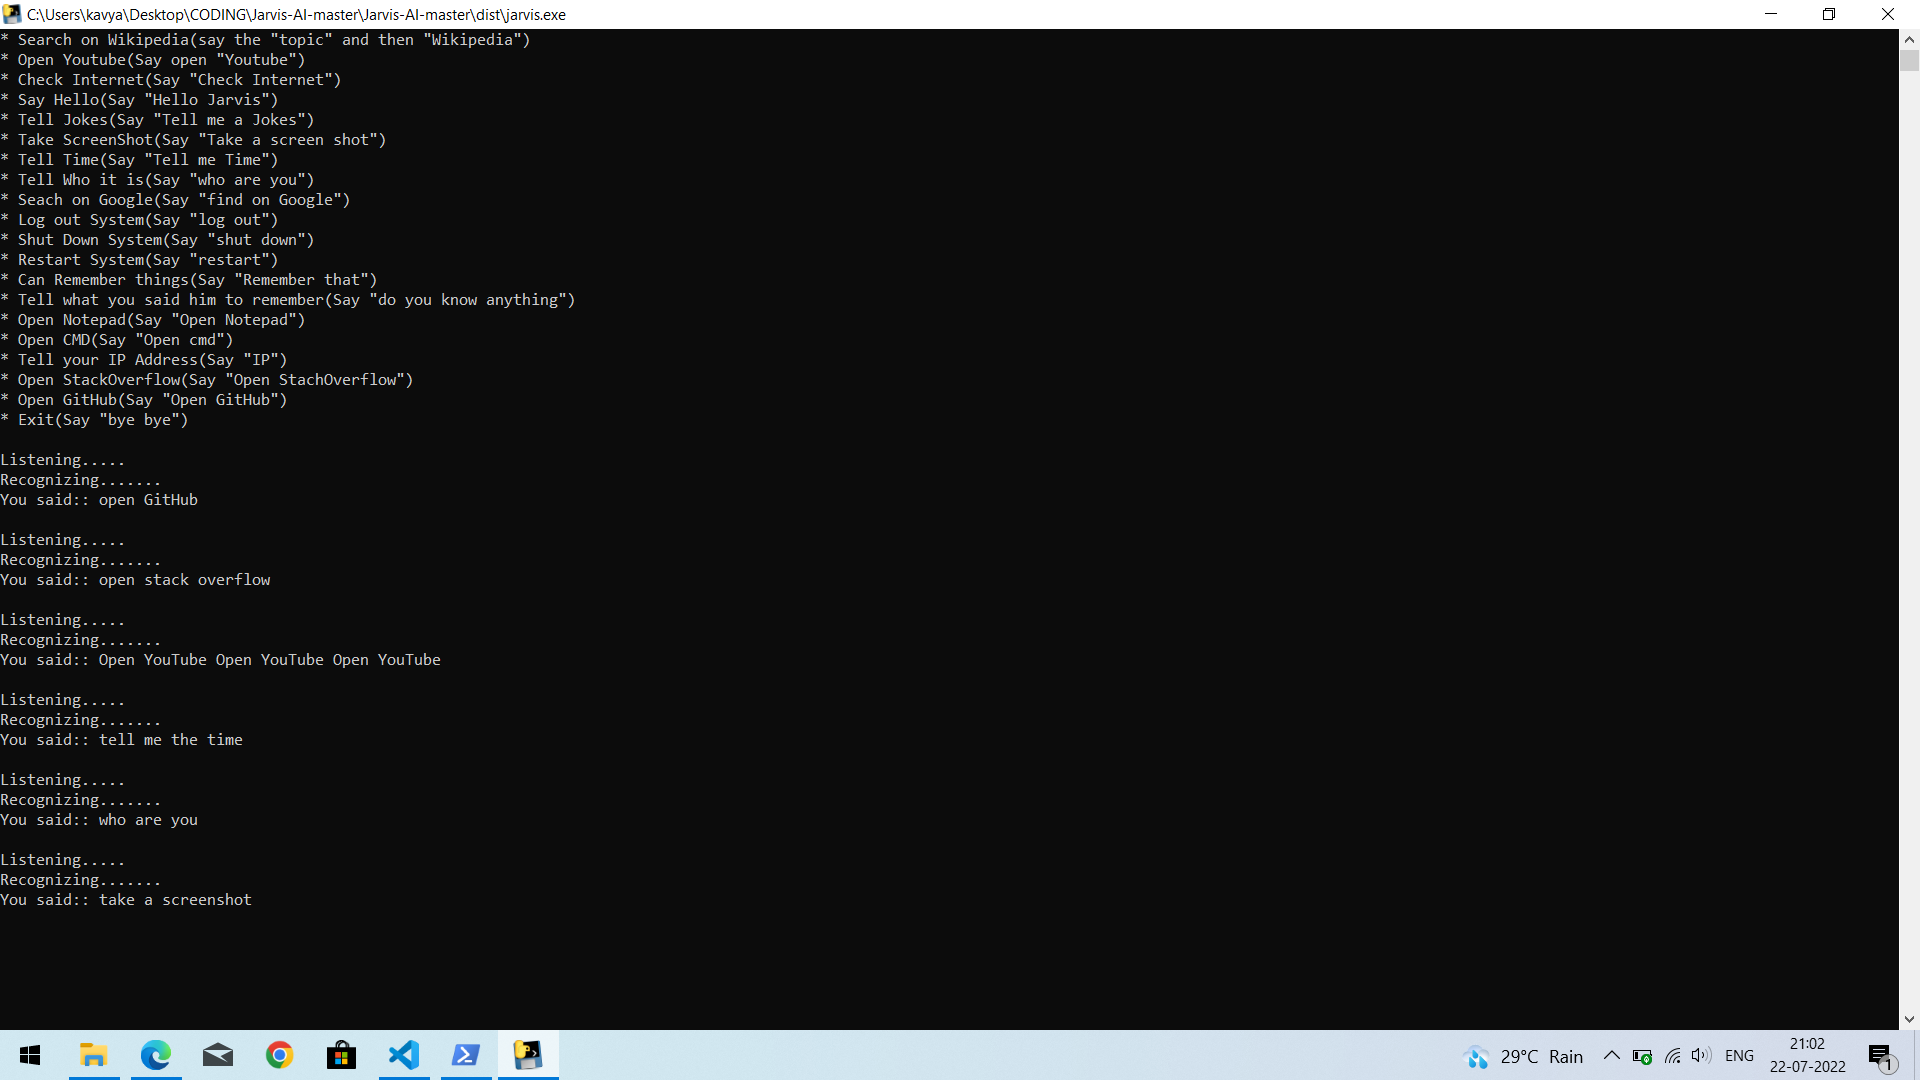 C:\Users\kavya\Desktop\CODING\Jarvis-AI-master\Jarvis-AI-master\dist\jarvis.exe
* Search on Wikipedia(say the "topic" and then "Wikipedia")
* Open Youtube(Say open "Youtube")
* Check Internet(Say "Check Internet")
* Say Hello(Say "Hello Jarvis")
* Tell Jokes(Say "Tell me a Jokes")
* Take ScreenShot(Say "Take a screen shot")
* Tell Time(Say "Tell me Time")
* Tell Who it is(Say "who are you")
* Seach on Google(Say "find on Google")
* Log out System(Say "log out")
* Shut Down System(Say "shut down")
* Restart System(Say "restart")
* Can Remember things(Say "Remember that")
* Tell what you said him to remember(Say "do you know anything")
* Open Notepad(Say "Open Notepad")
* Open CMD(Say "Open cmd")
* Tell your IP Address(Say "IP")
* Open StackOverflow(Say "Open StachOverflow")
* Open GitHub(Say "Open GitHub")
* Exit(Say "bye bye")
Listening.....
Recognizing.......
You said:: open GitHub
Listening.....
Recognizing.......
You said:: open stack overflow
Listening.....
Recognizing.......
You said:: Open YouTube Open YouTube Open YouTube
Listening.....
Recognizing.......
You said:: tell me the time
Listening.....
Recognizing.......
You said:: who are you
Listening.....
Recognizing.......
You said:: take a screenshot
29°C Rain
ENG
21:02
22-07-2022
1